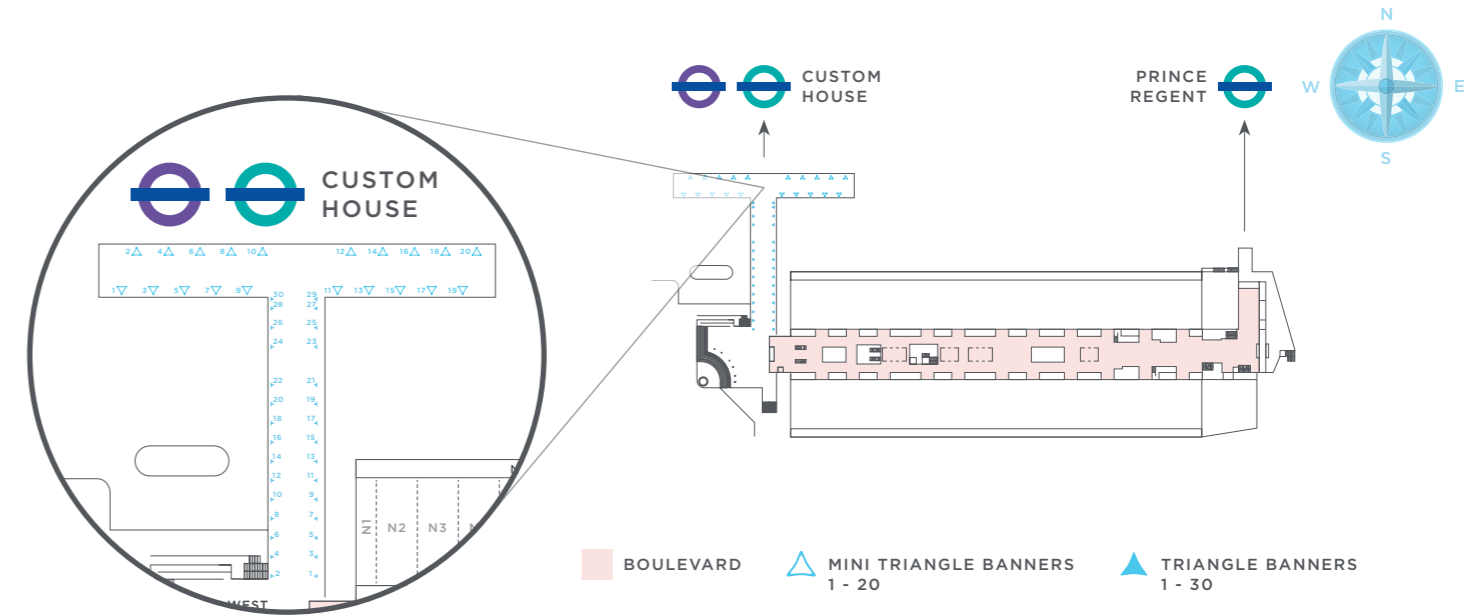 N
CUSTOM
HOUSE
PRINCE
REGENT
W
E
S
CUSTOM
HOUSE
2 4 6 8 10 12 14 16 18 20
1 3 5 7 9 11 13 15 17 19
30 29
28 27
26 25
24 23
22 21
20 19
18 17
16 15
14 13
12 11
10 9
8 7
6 5
4 3
2 1
N1 N2 N3
WEST
BOULEVARD
MINI TRIANGLE BANNERS
1 - 20
TRIANGLE BANNERS
1 - 30